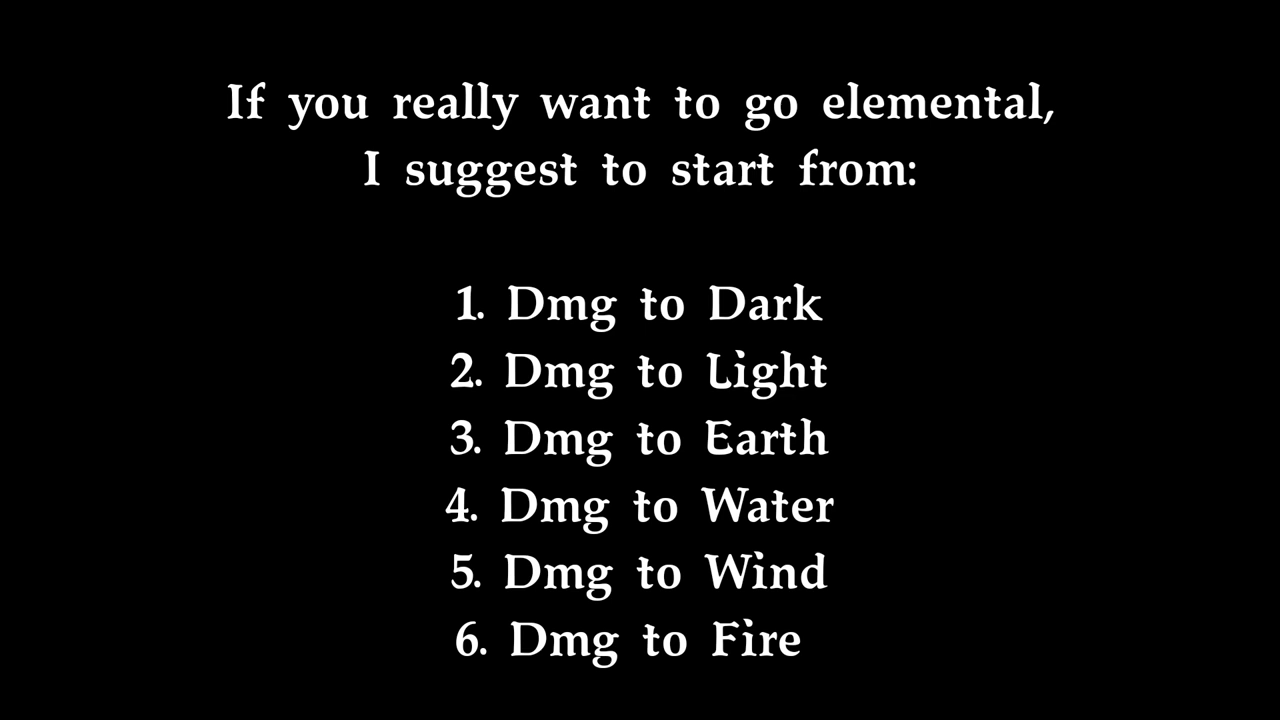 If you really want to go elemental,
I suggest to start from:
1. Dmg to Dark
2. Dmg to Light
3. Dmg to Earth
4. Dmg to Water
5. Dmg to Wind
6. Dmg to Fire